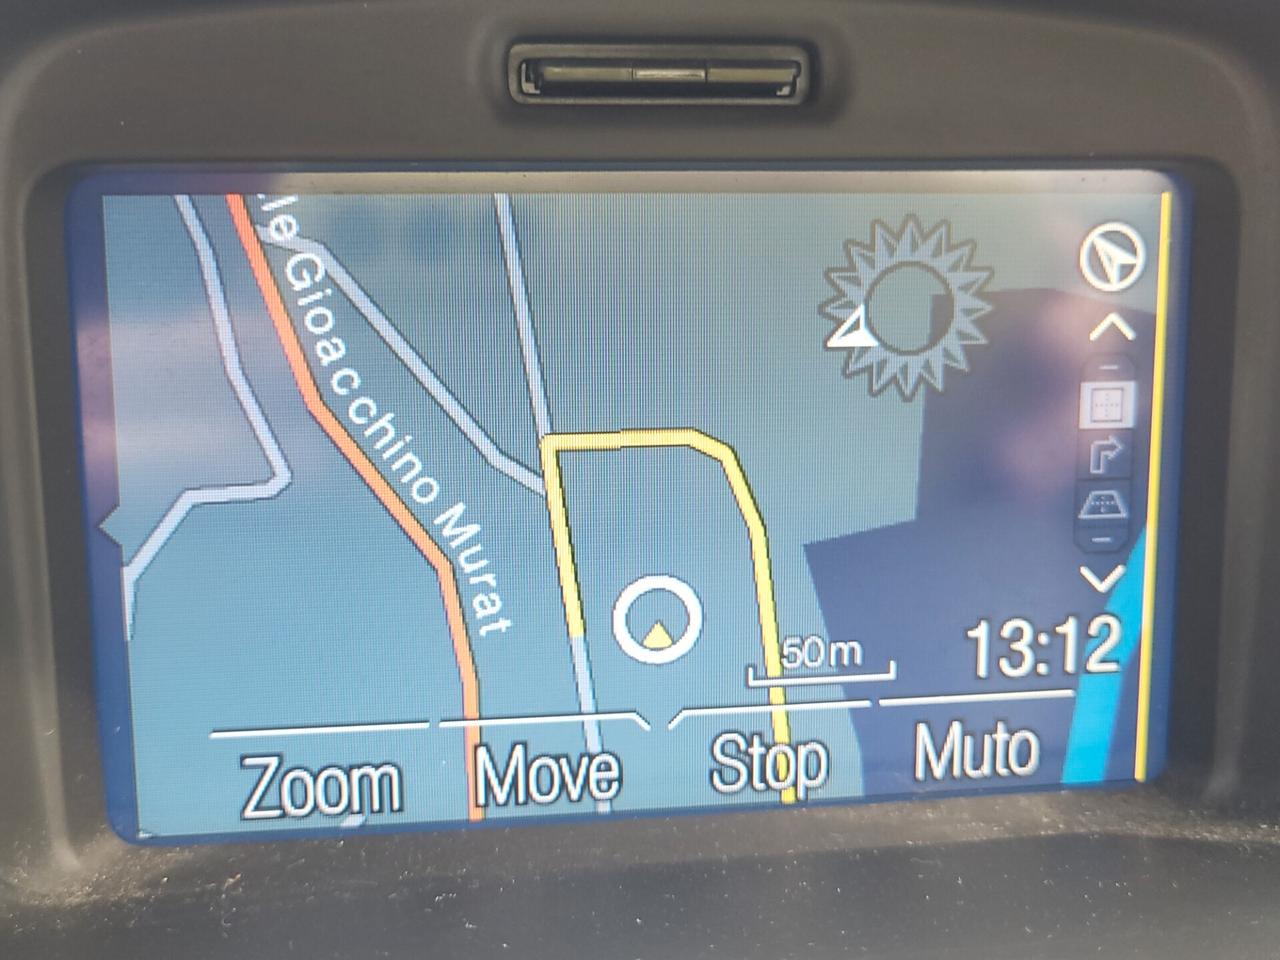 le Gioacchino Murat
50m
13:12
Zoom
Move
Stop
Muto